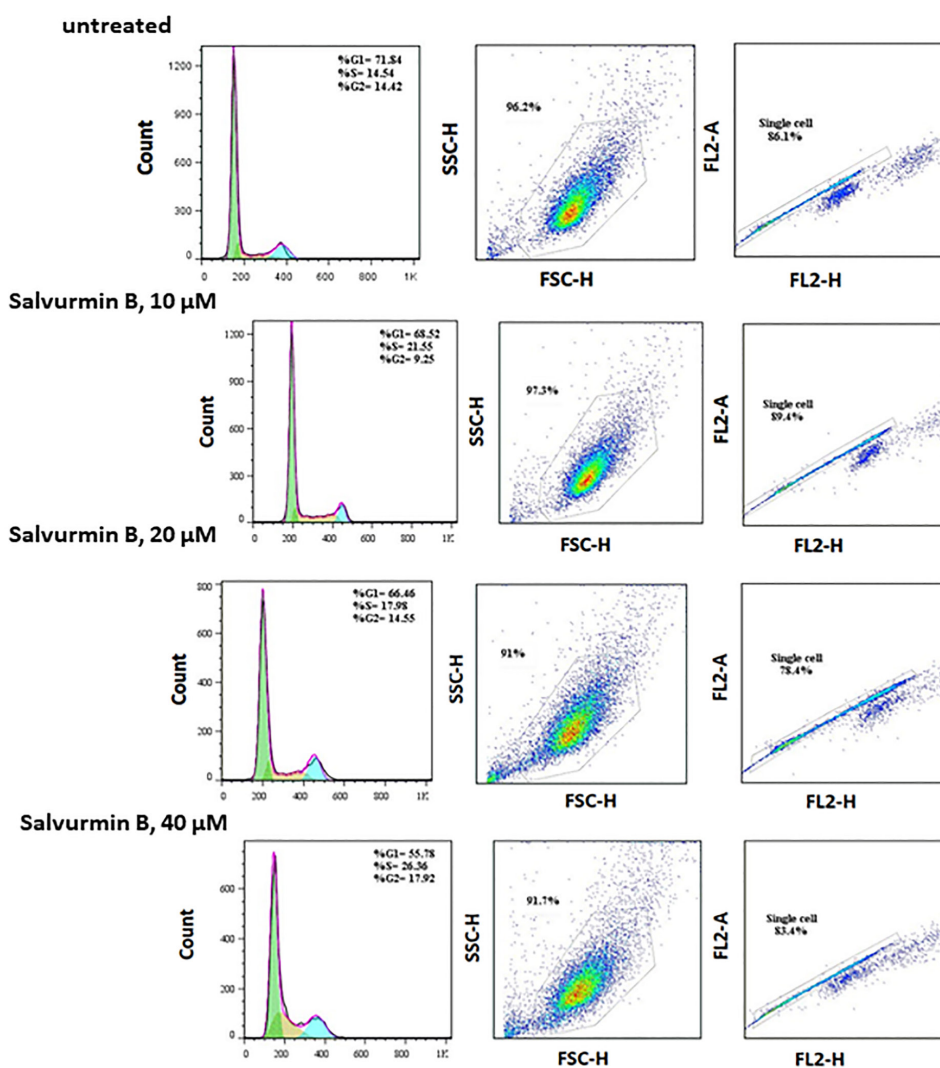 untreated
%G1= 71.84
%S= 14.54
%G2= 14.42
1200
900
600
300
0
0 200 400 600 800 1K
Count
96.2%
SSC-H
FSC-H
Single cell
86.1%
FL2-A
FL2-H
Salvurmin B, 10 µM
%G1= 68.52
%S= 21.55
%G2= 9.25
1200
900
600
300
0
0 200 400 600 800 1K
Count
97.3%
SSC-H
FSC-H
Single cell
89.4%
FL2-A
FL2-H
Salvurmin B, 20 µM
%G1= 66.46
%S= 17.98
%G2= 14.55
800
600
400
200
0
0 200 400 600 800 1K
Count
91%
SSC-H
FSC-H
Single cell
78.4%
FL2-A
FL2-H
Salvurmin B, 40 µM
%G1= 55.78
%S= 26.36
%G2= 17.92
600
400
200
0
0 200 400 600 800 1K
Count
91.7%
SSC-H
FSC-H
Single cell
83.4%
FL2-A
FL2-H